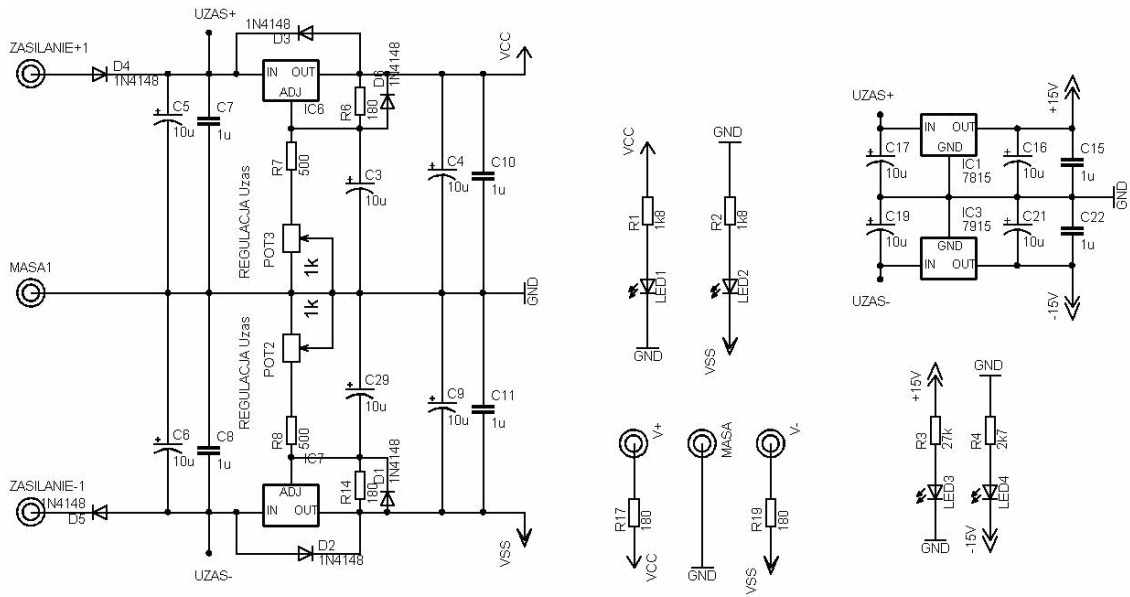 UZAS+
ZASILANIE+1
D4
1N4148
1N4148
D3
IN
OUT
ADJ
IC6
D6
1N4148
R6
180
VCC
C5
10u
C7
1u
R7
500
C3
10u
C4
10u
C10
1u
REGULACJA Uzas
POT3
1k
MASA1
GND
1k
POT2
REGULACJA Uzas
C29
10u
C9
10u
C11
1u
C6
10u
C8
1u
R8
500
IC7
ADJ
IN
OUT
R14
180
D1
1N4148
ZASILANIE-1
1N4148
D5
D2
1N4148
UZAS-
VSS
VCC
R1
1k8
LED1
GND
GND
R2
1k8
LED2
VSS
V+
R17
180
VCC
MASA
GND
V-
R19
180
VSS
UZAS+
+15V
IN
OUT
GND
IC1
7815
C17
10u
C16
10u
C15
1u
GND
C19
10u
IC3
7915
GND
IN
OUT
C21
10u
C22
1u
UZAS-
-15V
+15V
R3
27k
LED3
GND
GND
R4
2k7
LED4
-15V